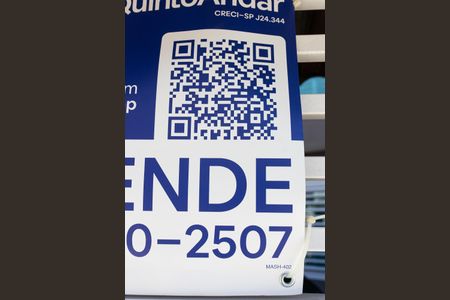 QuintoAndar
CRECI-SP J24.344
m
p
ENDE
0-2507
MASH-402